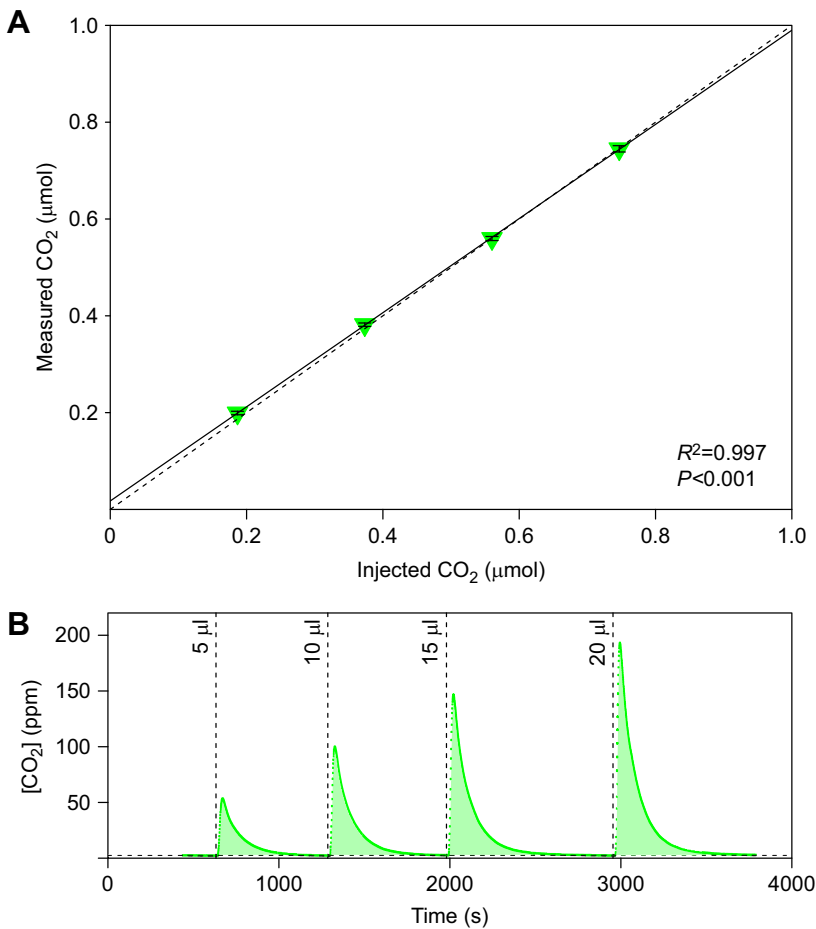 A
1.0
0.8
0.6
0.4
0.2
Measured CO2 (μmol)
R2=0.997
P<0.001
0 0.2 0.4 0.6 0.8 1.0
Injected CO2 (μmol)
B
200
150
100
50
[CO2] (ppm)
5 μl
10 μl
15 μl
20 μl
0 1000 2000 3000 4000
Time (s)